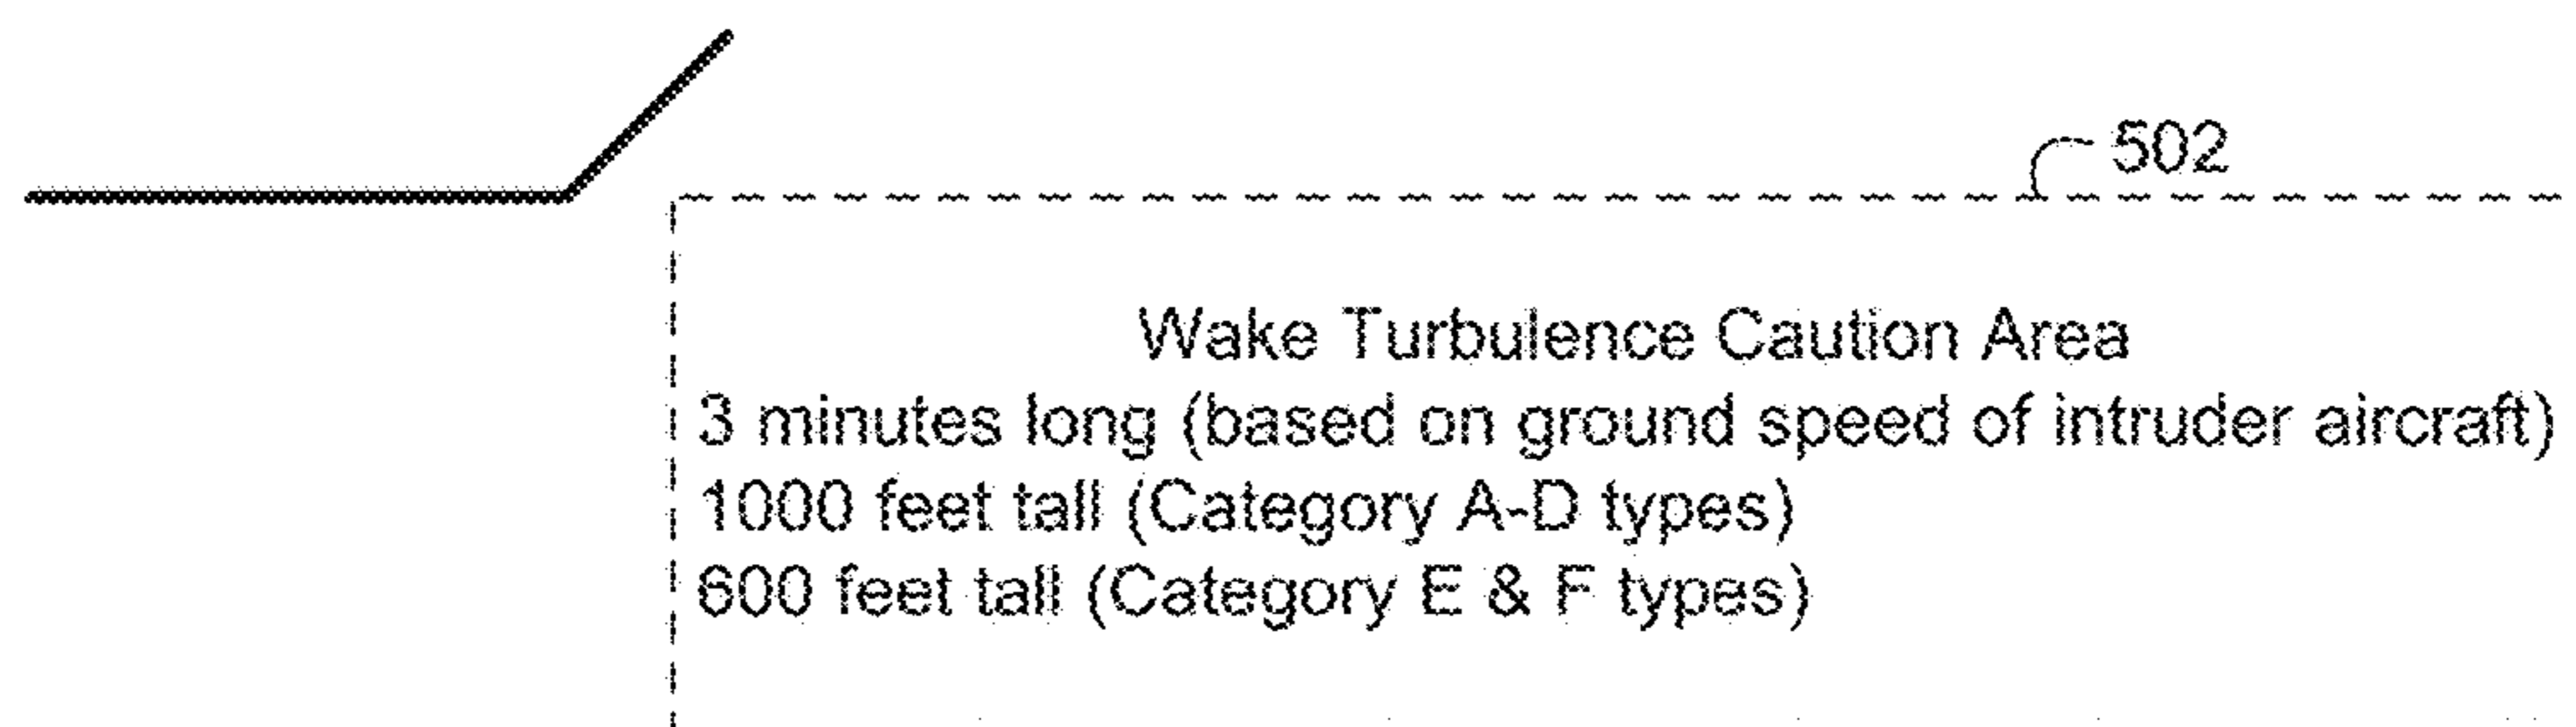 502
Wake Turbulence Caution Area
3 minutes long (based on ground speed of intruder aircraft)
1000 feet tall (Category A-D types)
600 feet tall (Category E & F types)